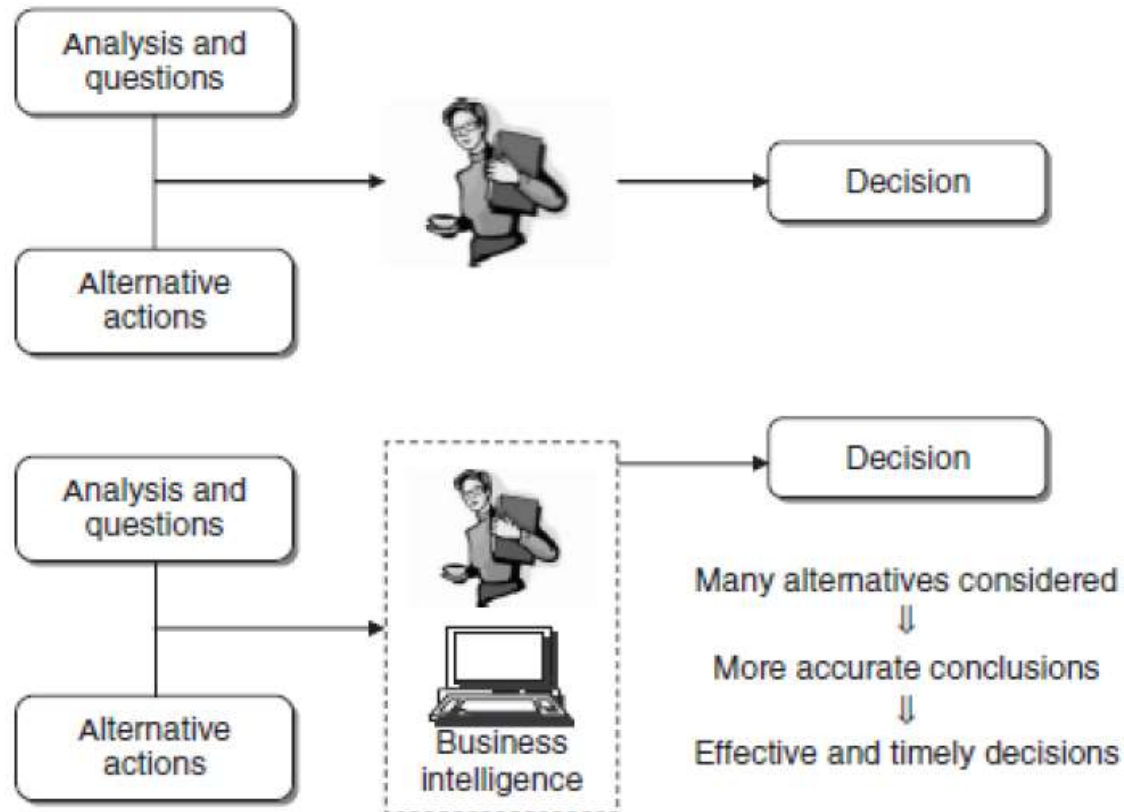 Analysis and
questions
Decision
Alternative
actions
Analysis and
questions
Decision
Many alternatives considered
⇓
More accurate conclusions
⇓
Effective and timely decisions
Alternative
actions
Business
intelligence